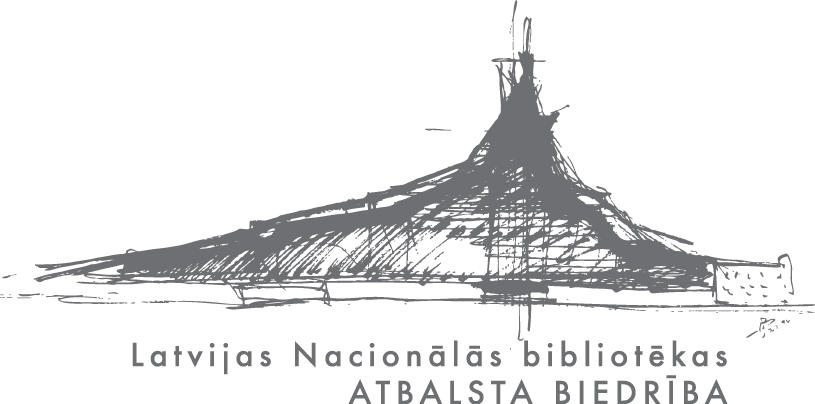 Latvijas Nacionālās bibliotēkas
ATBALSTA BIEDRĪBA